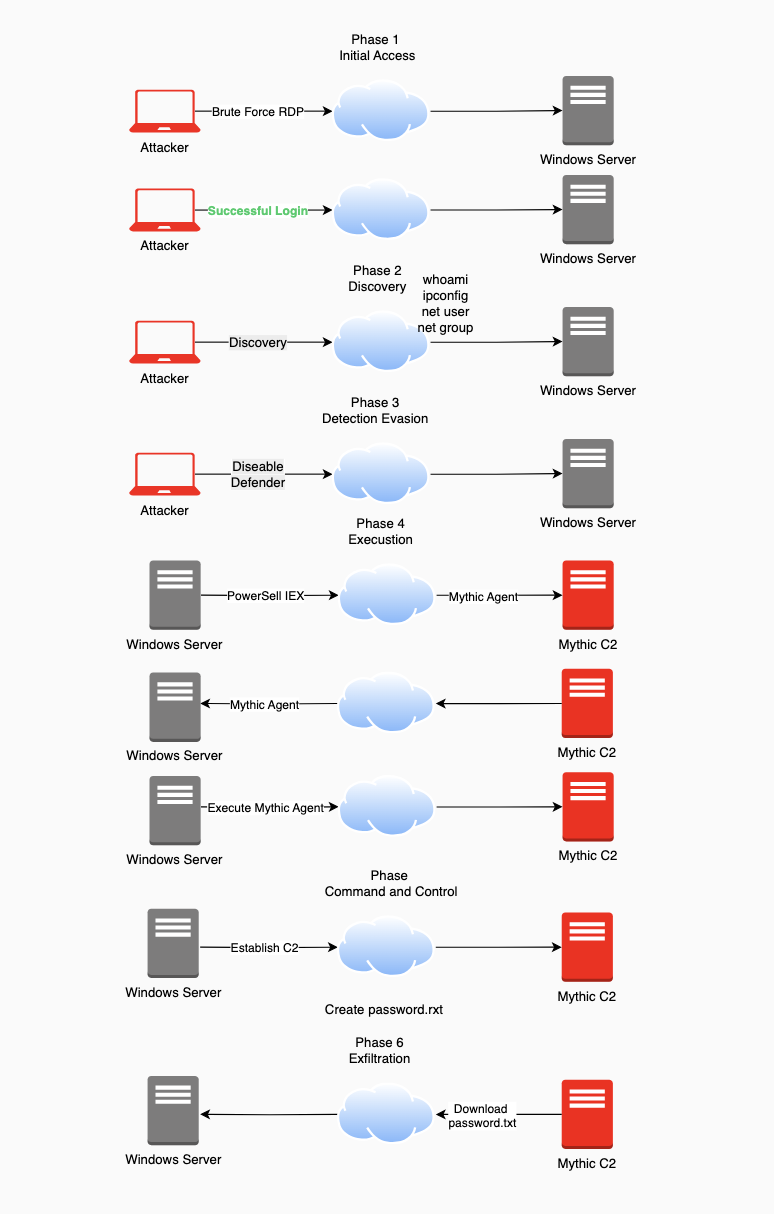 Phase 1
Initial Access
Brute Force RDP
Attacker
Windows Server
Successful Login
Attacker
Windows Server
Phase 2
Discovery
whoami
ipconfig
net user
net group
Discovery
Attacker
Windows Server
Phase 3
Detection Evasion
Diseable
Defender
Attacker
Windows Server
Phase 4
Execustion
PowerSell IEX
Mythic Agent
Windows Server
Mythic C2
Mythic Agent
Windows Server
Mythic C2
Execute Mythic Agent
Windows Server
Mythic C2
Phase
Command and Control
Establish C2
Windows Server
Mythic C2
Create password.rxt
Phase 6
Exfiltration
Download
password.txt
Windows Server
Mythic C2